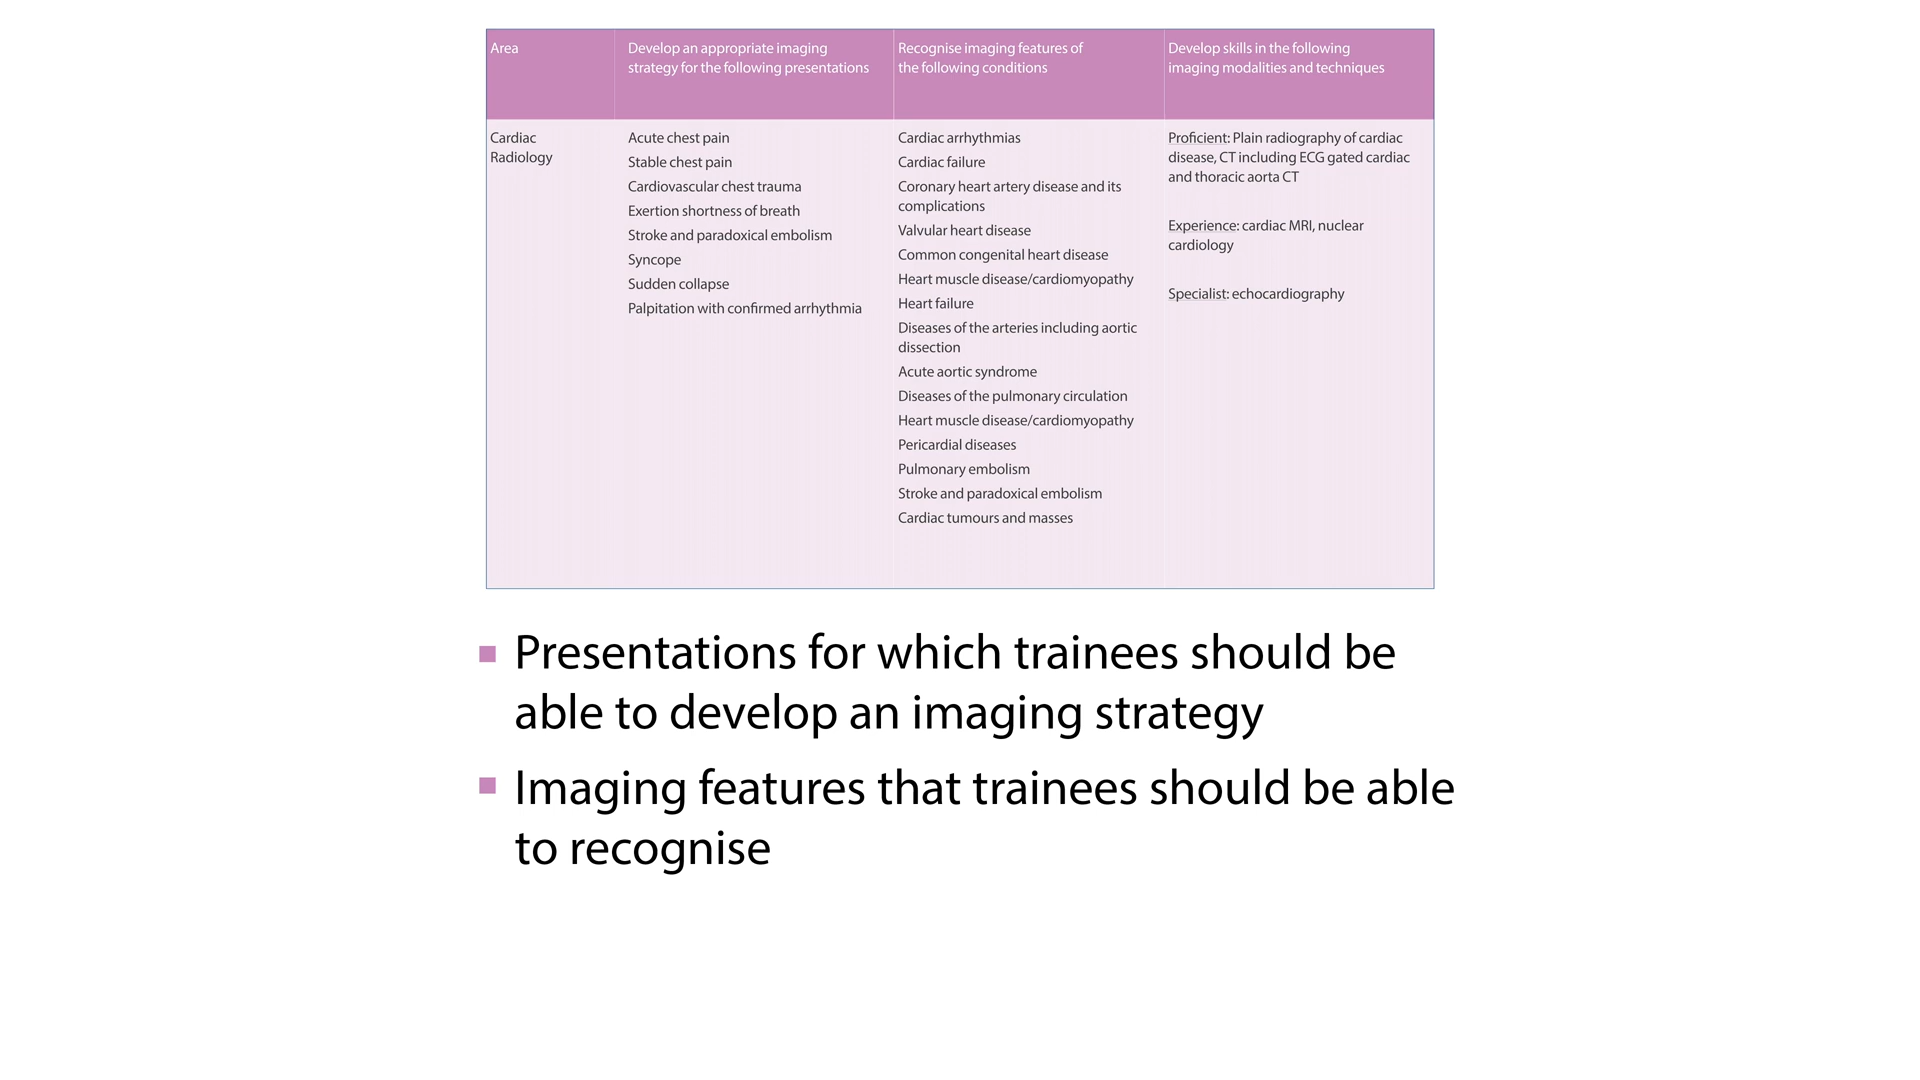 Area
Develop an appropriate imaging
strategy for the following presentations
Recognise imaging features of
the following conditions
Develop skills in the following
imaging modalities and techniques
Cardiac
Radiology
Acute chest pain
Stable chest pain
Cardiovascular chest trauma
Exertion shortness of breath
Stroke and paradoxical embolism
Syncope
Sudden collapse
Palpitation with confirmed arrhythmia
Cardiac arrhythmias
Cardiac failure
Coronary heart artery disease and its
complications
Valvular heart disease
Common congenital heart disease
Heart muscle disease/cardiomyopathy
Heart failure
Diseases of the arteries including aortic
dissection
Acute aortic syndrome
Diseases of the pulmonary circulation
Heart muscle disease/cardiomyopathy
Pericardial diseases
Pulmonary embolism
Stroke and paradoxical embolism
Cardiac tumours and masses
Proficient: Plain radiography of cardiac
disease, CT including ECG gated cardiac
and thoracic aorta CT
Experience: cardiac MRI, nuclear
cardiology
Specialist: echocardiography
Presentations for which trainees should be
able to develop an imaging strategy
Imaging features that trainees should be able
to recognise